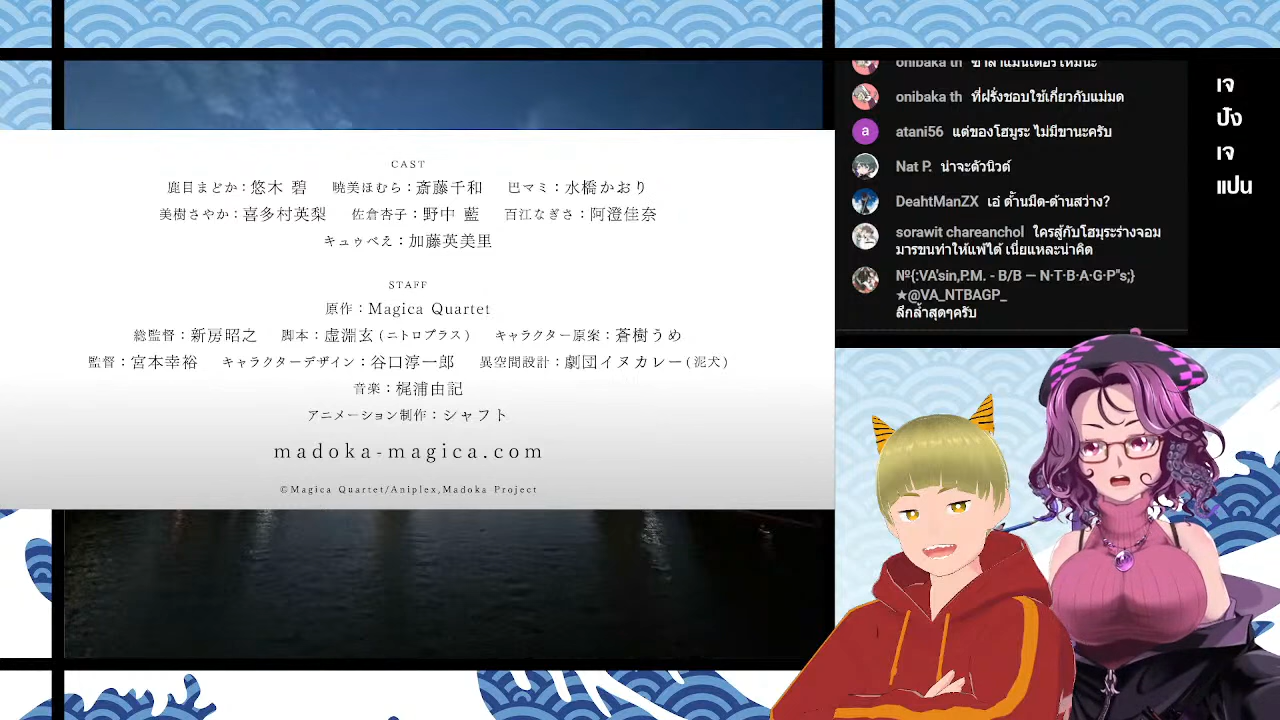 CAST
鹿目まどか：悠木 碧 暁美ほむら：斎藤千和 巴マミ：水橋かおり
美樹さやか：喜多村英梨 佐倉杏子：野中 藍 百江なぎさ：阿澄佳奈
キュゥべえ：加藤英美里
STAFF
原作：Magica Quartet
総監督：新房昭之 脚本：虚淵玄（ニトロプラス） キャラクター原案：蒼樹うめ
監督：宮本幸裕 キャラクターデザイン：谷口淳一郎 異空間設計：劇団イヌカレー（泥犬）
音楽：梶浦由記
アニメーション制作：シャフト
madoka-magica.com
©Magica Quartet/Aniplex,Madoka Project
onibaka th
onibaka th ที่ฝรั่งชอบใช้เกี่ยวกับแม่มด
a
atani56 แต่ของโฮมูระ ไม่มีขานะครับ
Nat P. น่าจะตัวนิวต์
DeahtManZX เอ๋ ด้านมืด-ด้านสว่าง?
sorawit chareanchol ใครสู้กับโฮมุระร่างจอม
มารขนทำให้แพ้ได้ เนี่ยแหละน่าคิด
№{:VA'sin,P.M. - B/B — N·T·B·A·G·P"s;}
★@VA_NTBAGP_
ลึกล้ำสุดๆครับ
เจ
ปัง
เจ
แปน